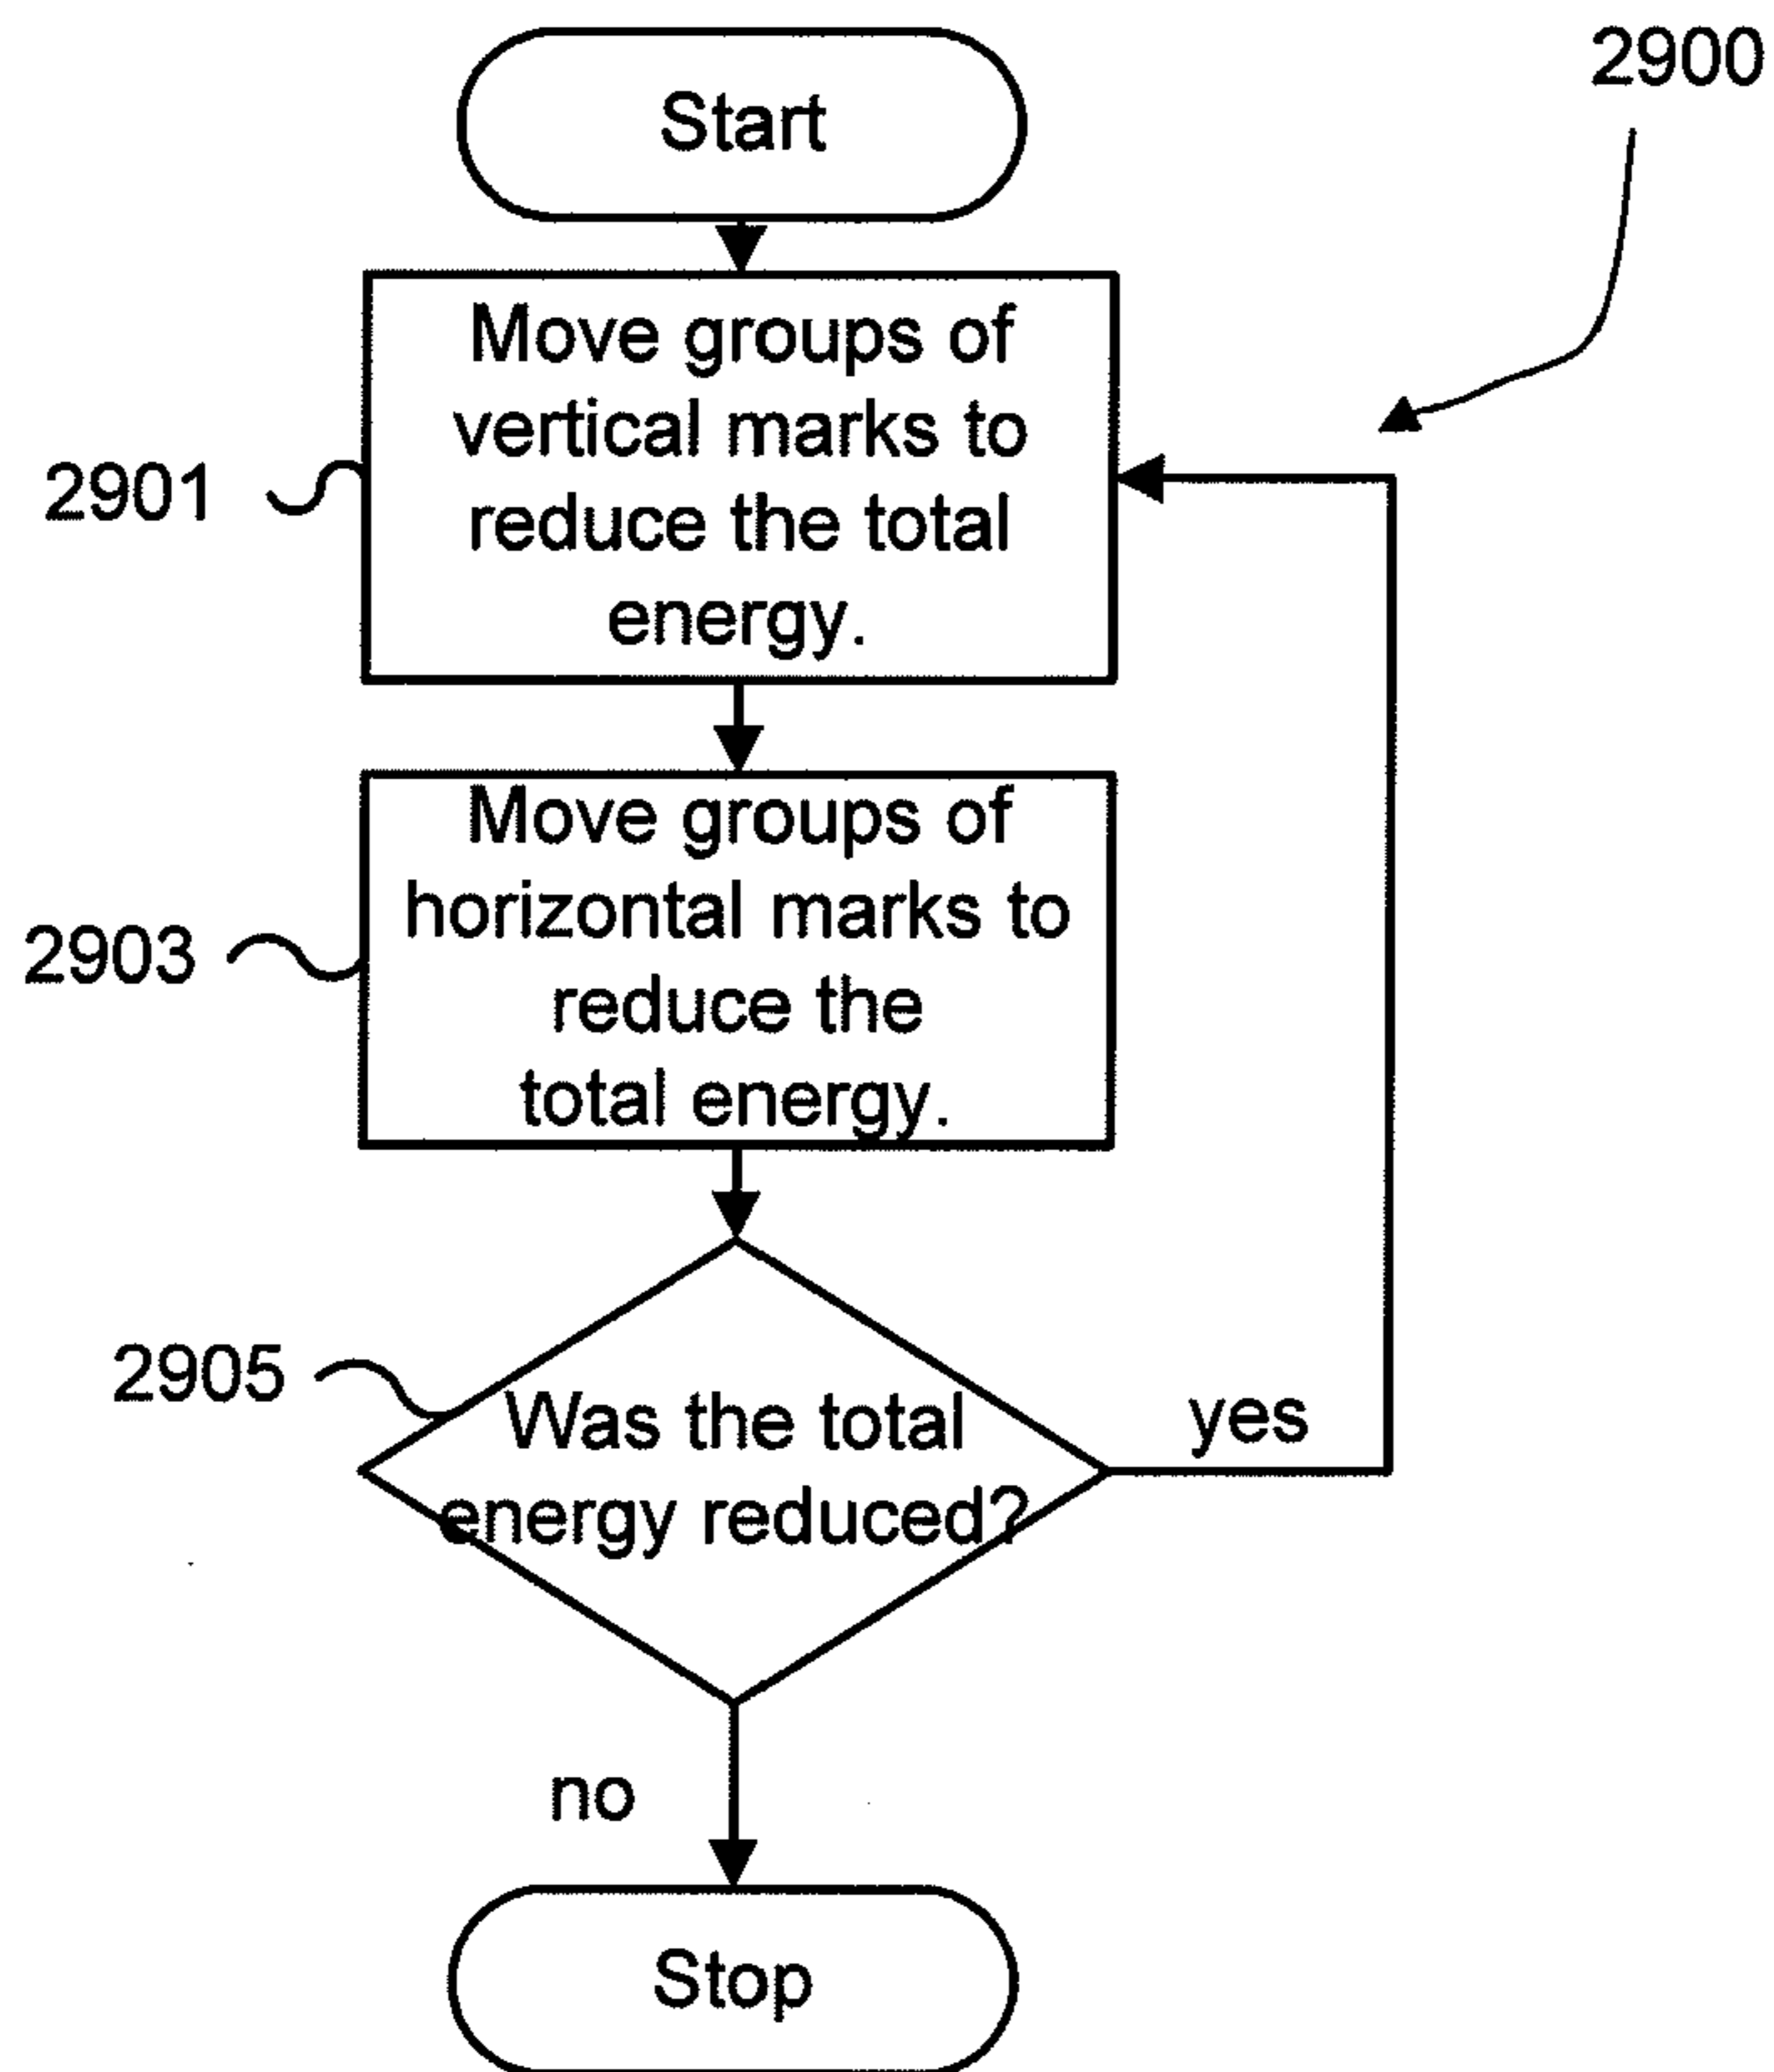 Start
2900
Move groups of
vertical marks to
reduce the total
energy.
2901
Move groups of
horizontal marks to
reduce the
total energy.
2903
2905
Was the total
energy reduced?
yes
no
Stop